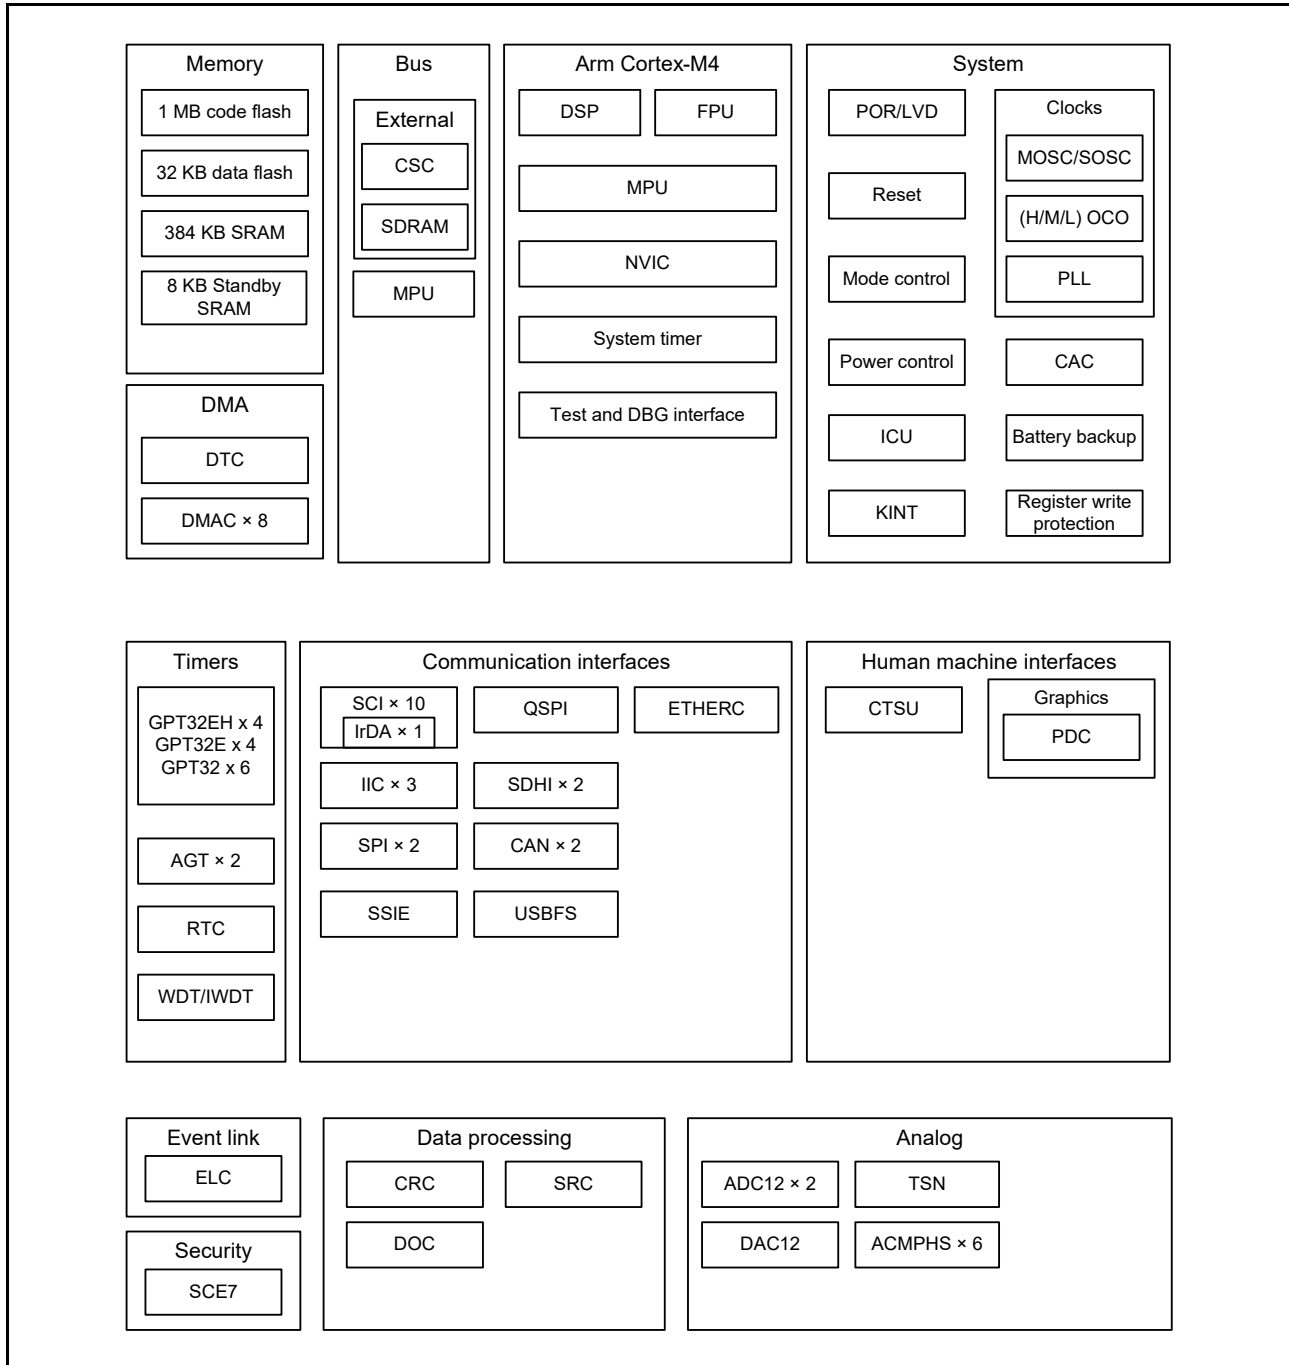 Memory
1 MB code flash
32 KB data flash
384 KB SRAM
8 KB Standby
SRAM
DMA
DTC
DMAC × 8
Bus
External
CSC
SDRAM
MPU
Arm Cortex-M4
DSP
FPU
MPU
NVIC
System timer
Test and DBG interface
System
POR/LVD
Reset
Mode control
Power control
ICU
KINT
Clocks
MOSC/SOSC
(H/M/L) OCO
PLL
CAC
Battery backup
Register write
protection
Timers
GPT32EH x 4
GPT32E x 4
GPT32 x 6
AGT × 2
RTC
WDT/IWDT
Communication interfaces
SCI × 10
IrDA × 1
QSPI
ETHERC
IIC × 3
SDHI × 2
SPI × 2
CAN × 2
SSIE
USBFS
Human machine interfaces
CTSU
Graphics
PDC
Event link
ELC
Security
SCE7
Data processing
CRC
SRC
DOC
Analog
ADC12 × 2
TSN
DAC12
ACMPHS × 6